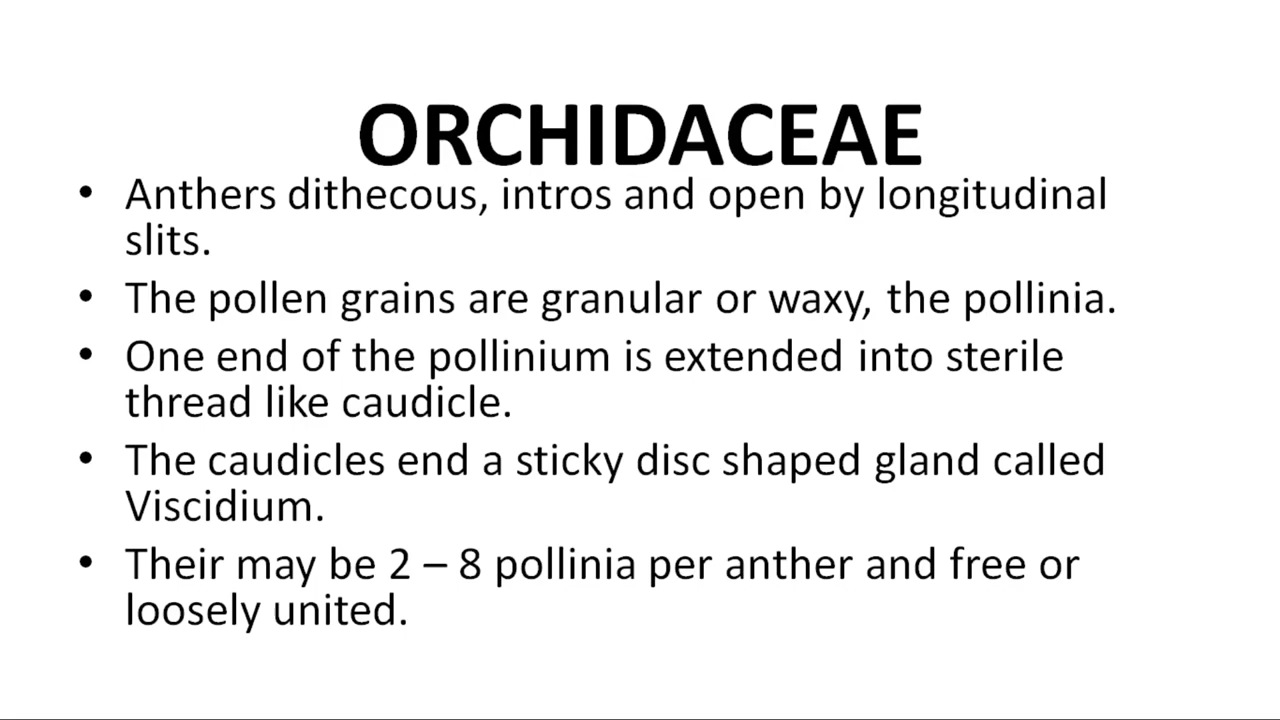 ORCHIDACEAE
• Anthers dithecous, intros and open by longitudinal
slits.
• The pollen grains are granular or waxy, the pollinia.
• One end of the pollinium is extended into sterile
thread like caudicle.
• The caudicles end a sticky disc shaped gland called
Viscidium.
• Their may be 2 – 8 pollinia per anther and free or
loosely united.